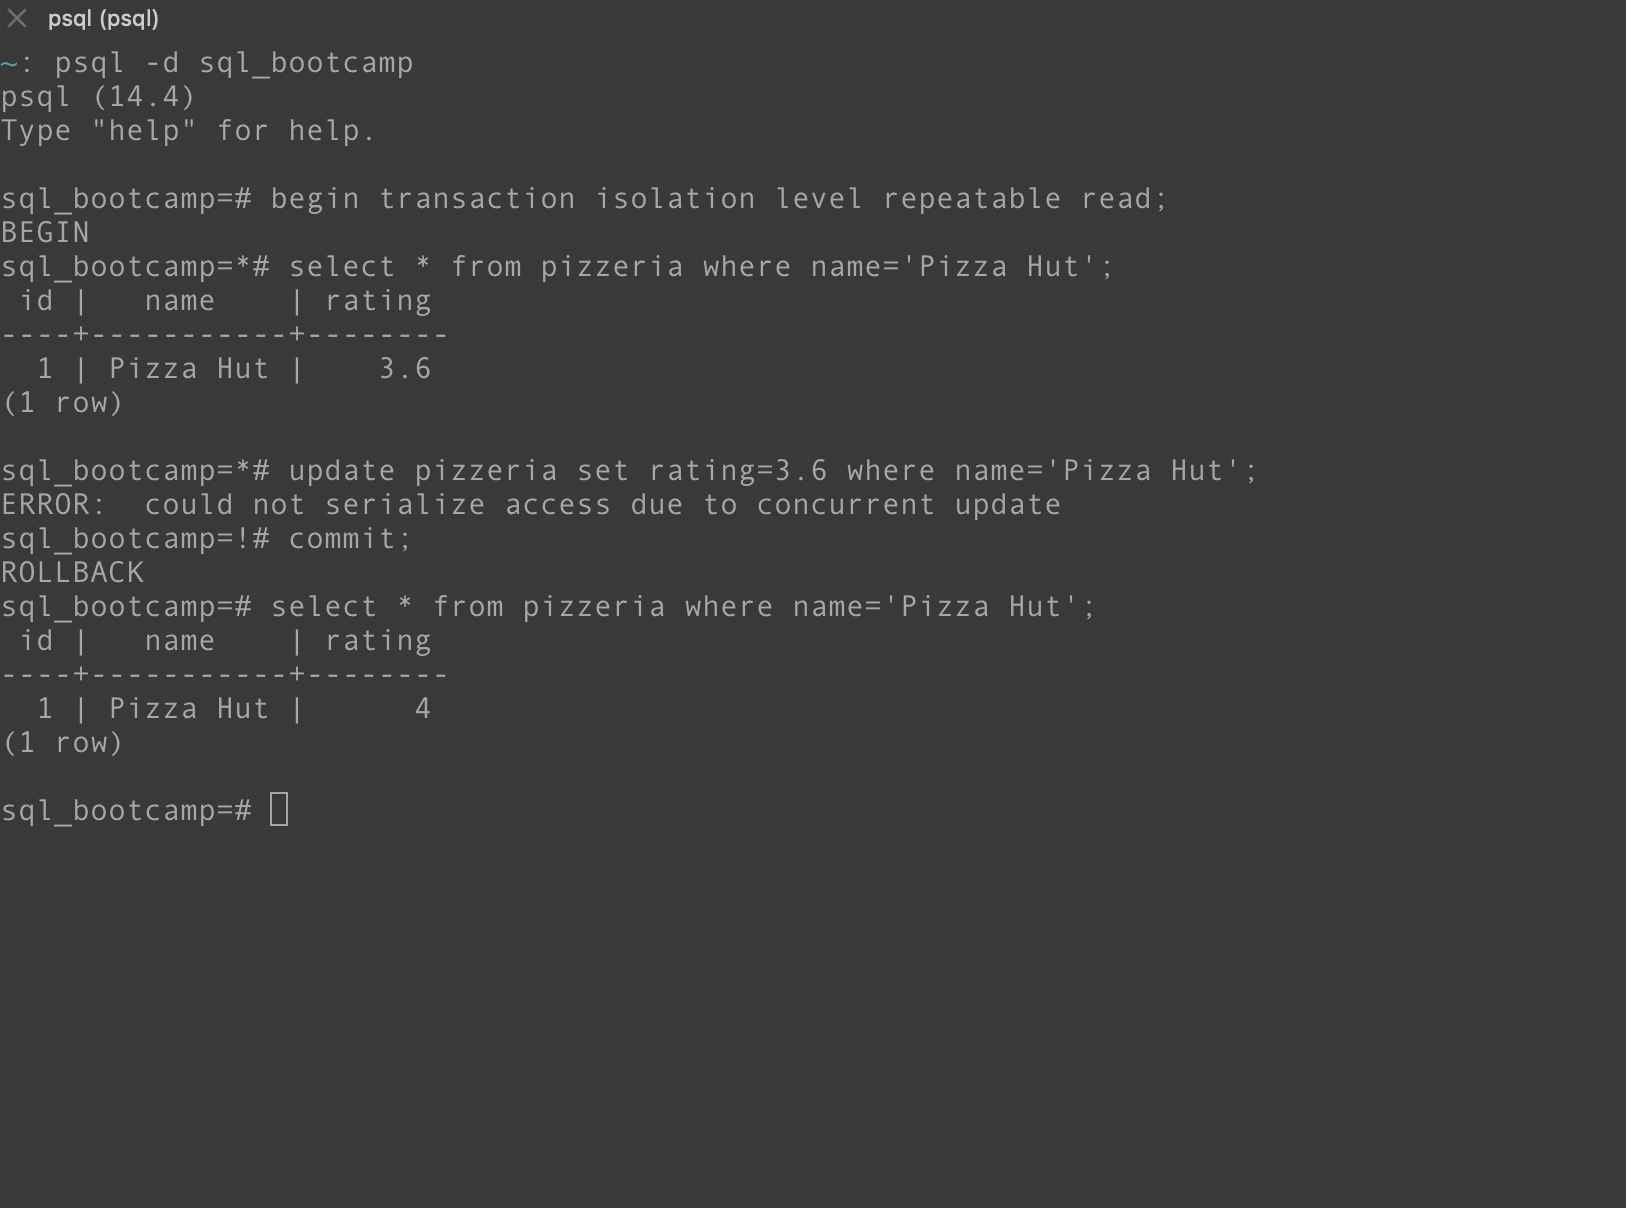 psql (psql)
~: psql -d sql_bootcamp
psql (14.4)
Type "help" for help.
sql_bootcamp=# begin transaction isolation level repeatable read;
BEGIN
sql_bootcamp=*# select * from pizzeria where name='Pizza Hut';
 id |   name    | rating
----+-----------+--------
  1 | Pizza Hut |    3.6
(1 row)
sql_bootcamp=*# update pizzeria set rating=3.6 where name='Pizza Hut';
ERROR:  could not serialize access due to concurrent update
sql_bootcamp=!# commit;
ROLLBACK
sql_bootcamp=# select * from pizzeria where name='Pizza Hut';
 id |   name    | rating
----+-----------+--------
  1 | Pizza Hut |      4
(1 row)
sql_bootcamp=#